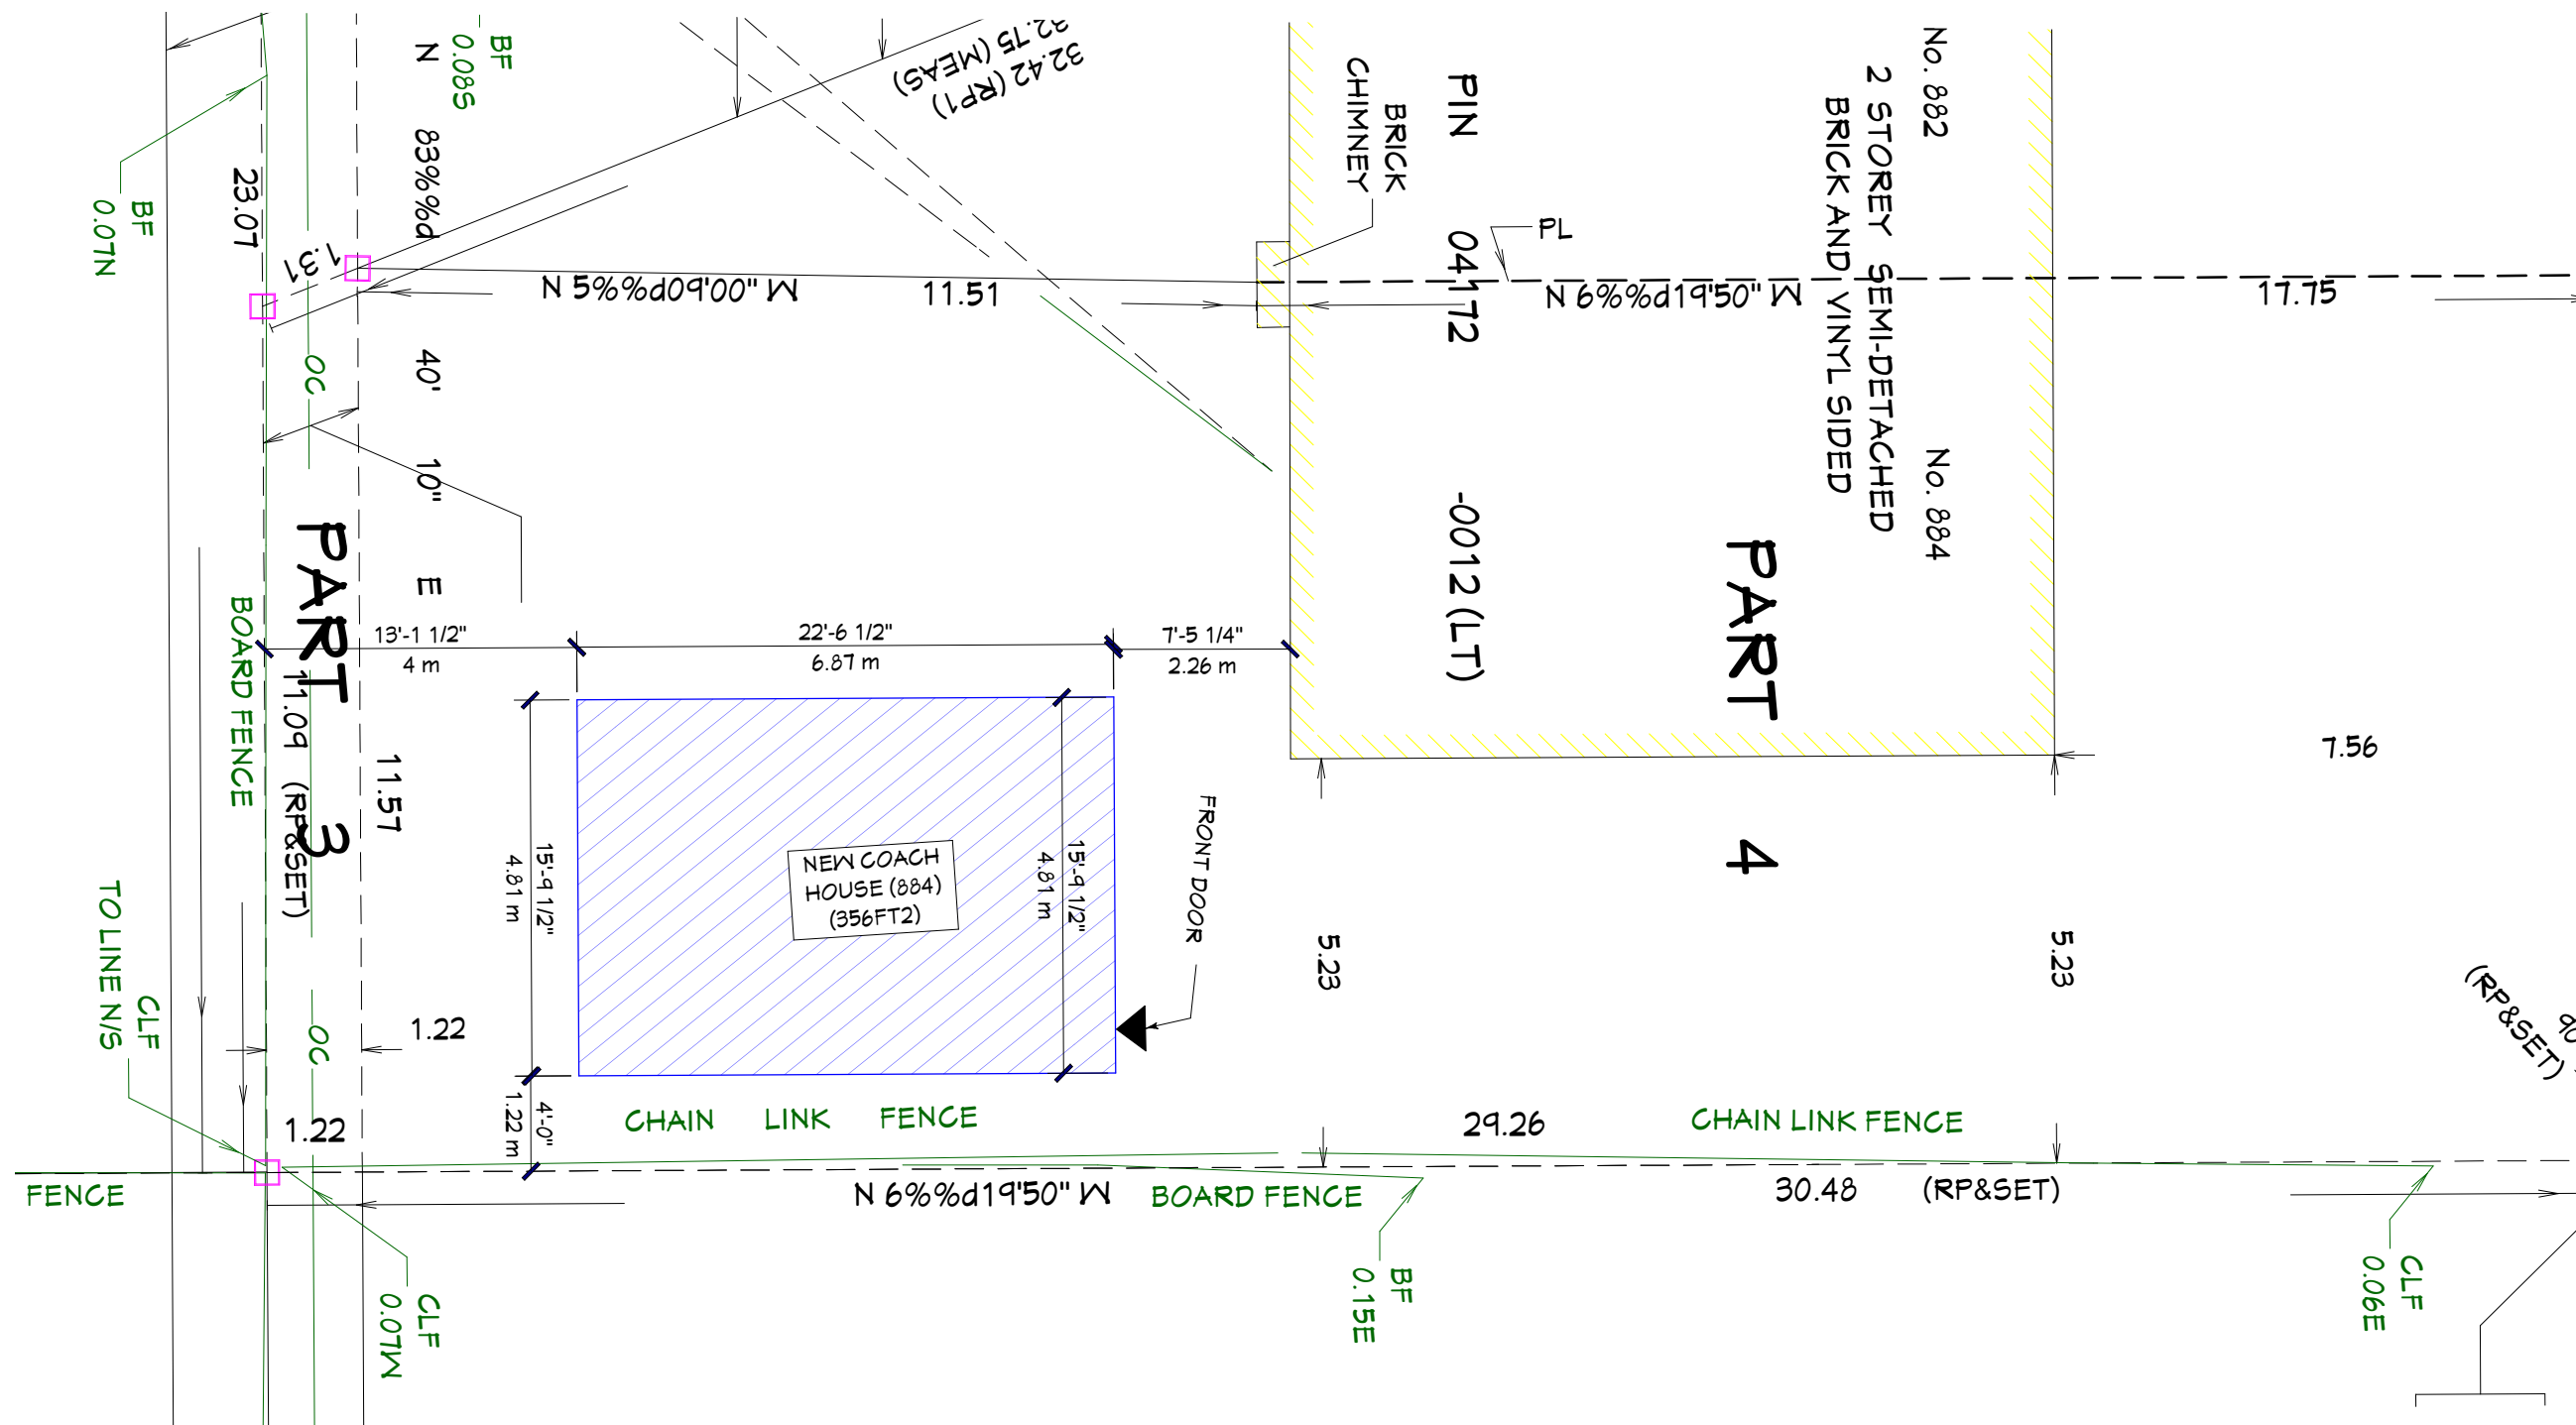 N 83%%d 40' 10" E
BF
0.08S
32.75 (MEAS)
32.42 (RP1)
BRICK
CHIMNEY
PIN 04172 -0012 (LT)
No. 882
2 STOREY SEMI-DETACHED
BRICK AND VINYL SIDED
No. 884
PL
BF
0.07N
23.07
1.31
N 5%%d09'00" W
11.51
N 6%%d19'50" W
17.75
OC
PART 3
PART 4
BOARD FENCE
13'-1 1/2"
4 m
22'-6 1/2"
6.87 m
7'-5 1/4"
2.26 m
11.09 (RP&SET)
11.57
7.56
15'-9 1/2"
4.81 m
NEW COACH
HOUSE (884)
(356FT2)
15'-9 1/2"
4.81 m
FRONT DOOR
5.23
5.23
(RP&SET)
90
CLF
TO LINE N/S
OC
1.22
1.22
4'-0"
1.22 m
CHAIN LINK FENCE
29.26
CHAIN LINK FENCE
FENCE
N 6%%d19'50" W
BOARD FENCE
30.48 (RP&SET)
CLF
0.07W
BF
0.15E
CLF
0.06E